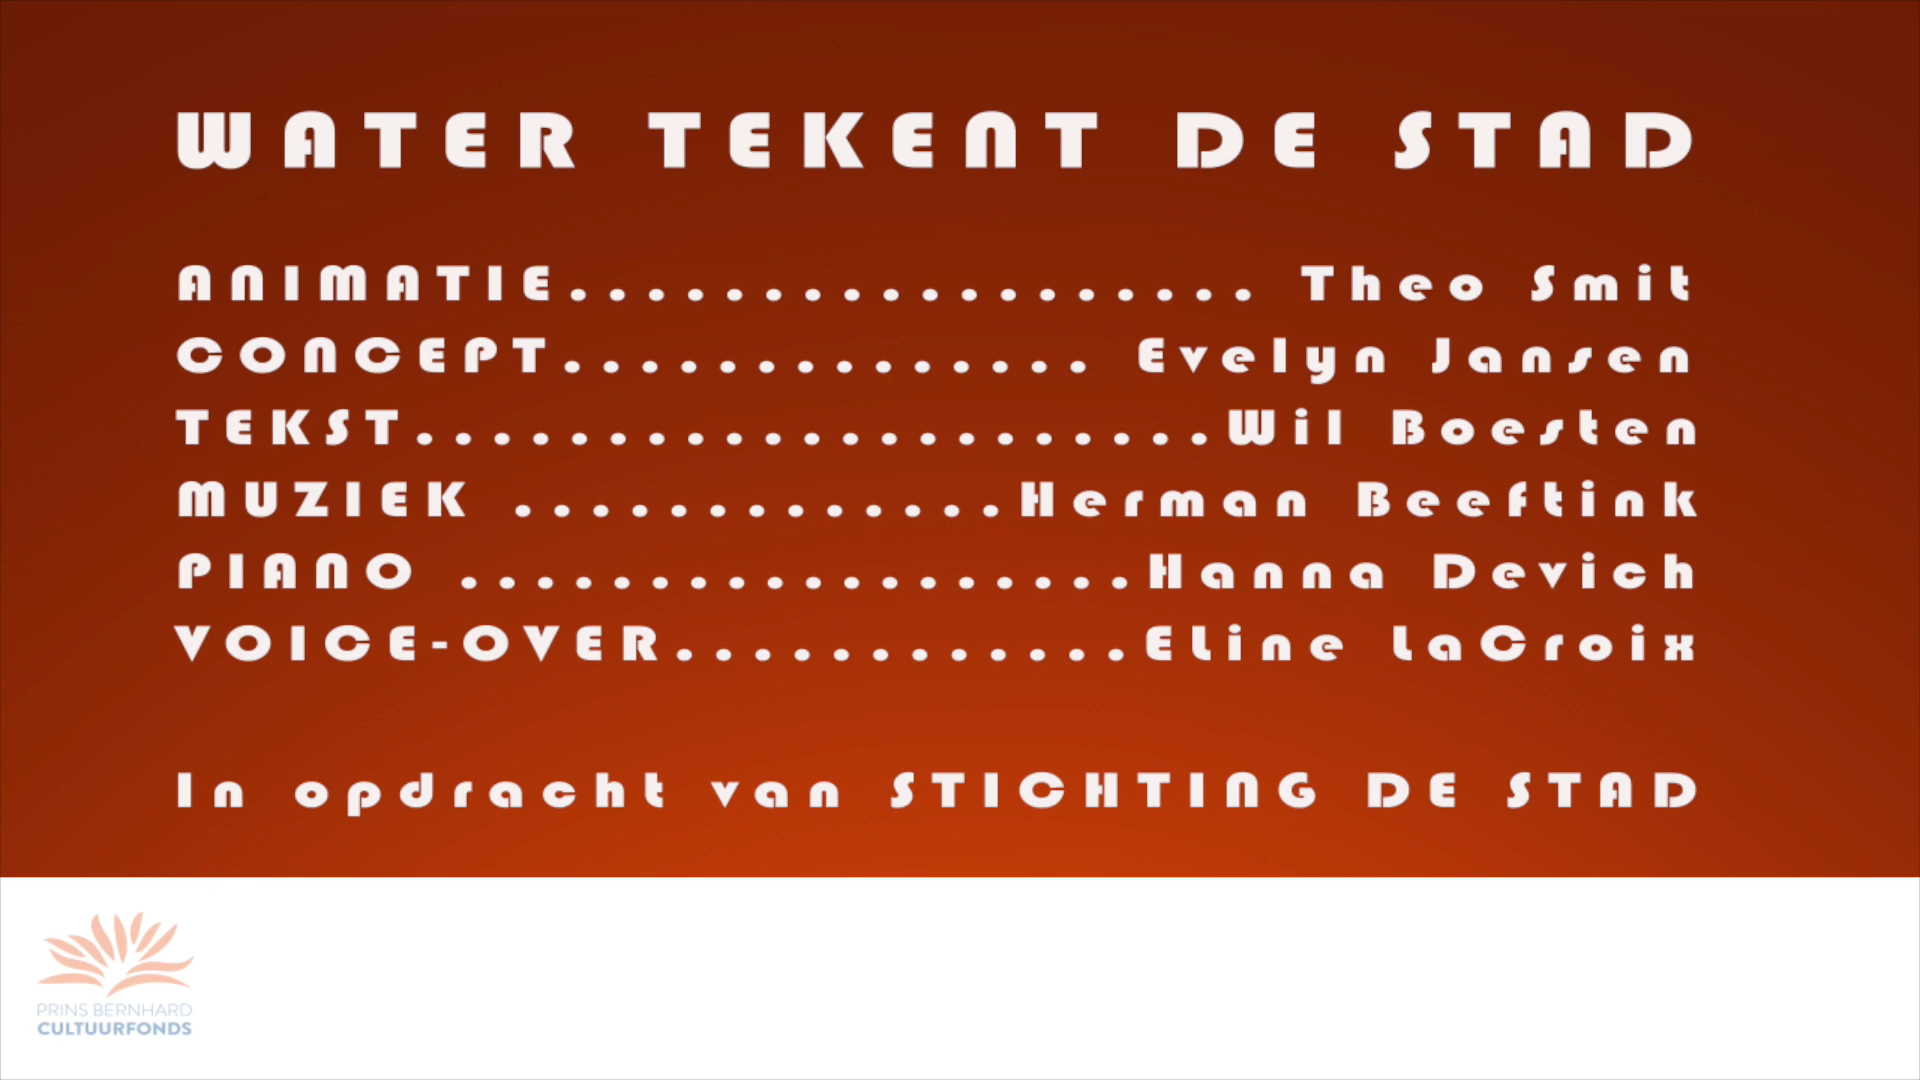 WATER TEKENT DE STAD
ANIMATIE.................. Theo Smit
CONCEPT.............. Evelyn Jansen
TEKST.....................Wil Boesten
MUZIEK .............Herman Beeftink
PIANO ..................Hanna Devich
VOICE-OVER............ELine LaCroix
In opdracht van STICHTING DE STAD
PRINS BERNHARD
CULTUURFONDS